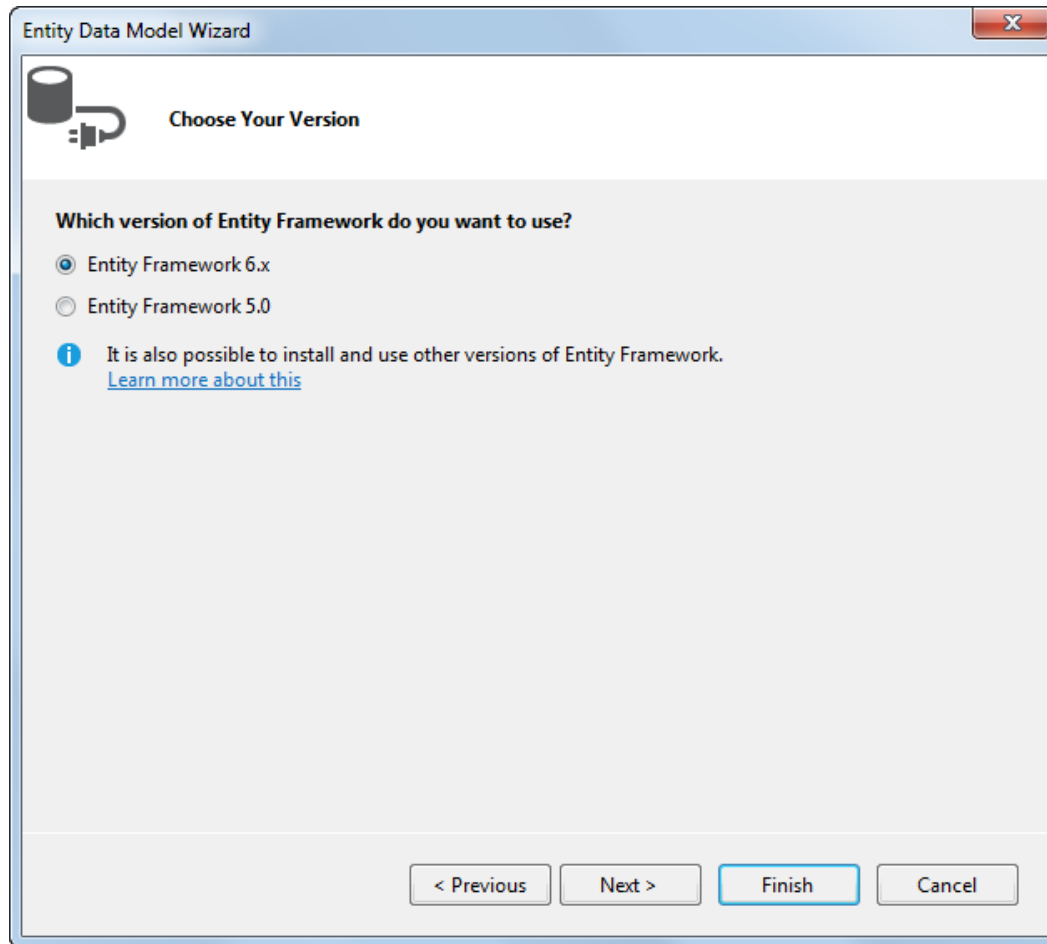 Entity Data Model Wizard
Choose Your Version
Which version of Entity Framework do you want to use?
Entity Framework 6.x
Entity Framework 5.0
It is also possible to install and use other versions of Entity Framework.
Learn more about this
< Previous
Next >
Finish
Cancel